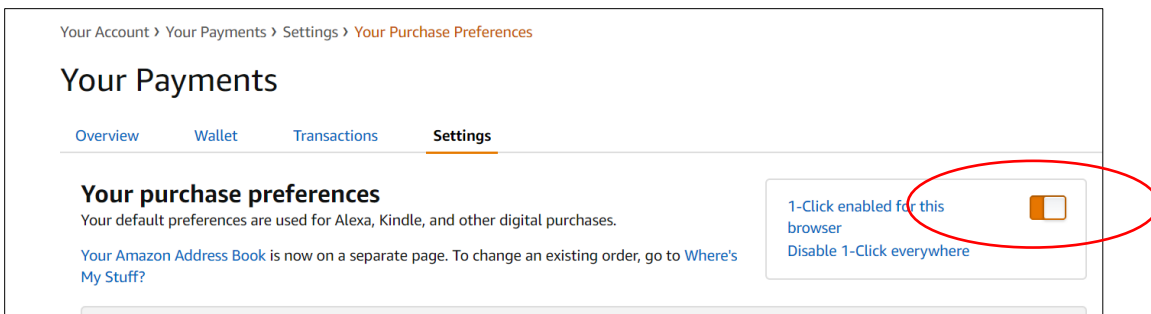 Your Account › Your Payments › Settings › Your Purchase Preferences
Your Payments
Overview Wallet Transactions Settings
Your purchase preferences
Your default preferences are used for Alexa, Kindle, and other digital purchases.
Your Amazon Address Book is now on a separate page. To change an existing order, go to Where's
My Stuff?
1-Click enabled for this
browser
Disable 1-Click everywhere